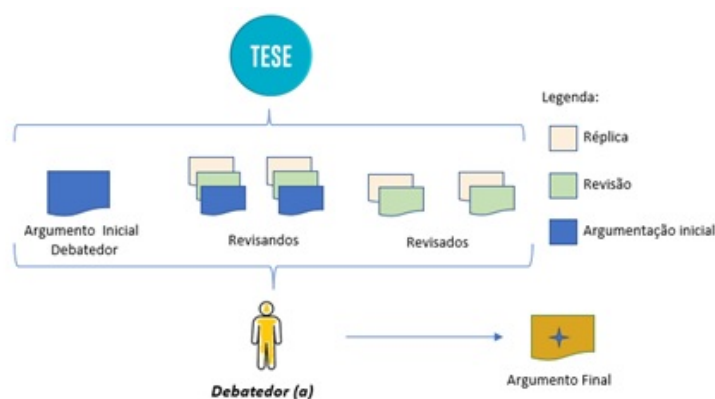 TESE
Legenda:
Réplica
Revisão
Argumentação inicial
Argumento Inicial
Debatedor
Revisandos
Revisados
Debatedor (a)
Argumento Final